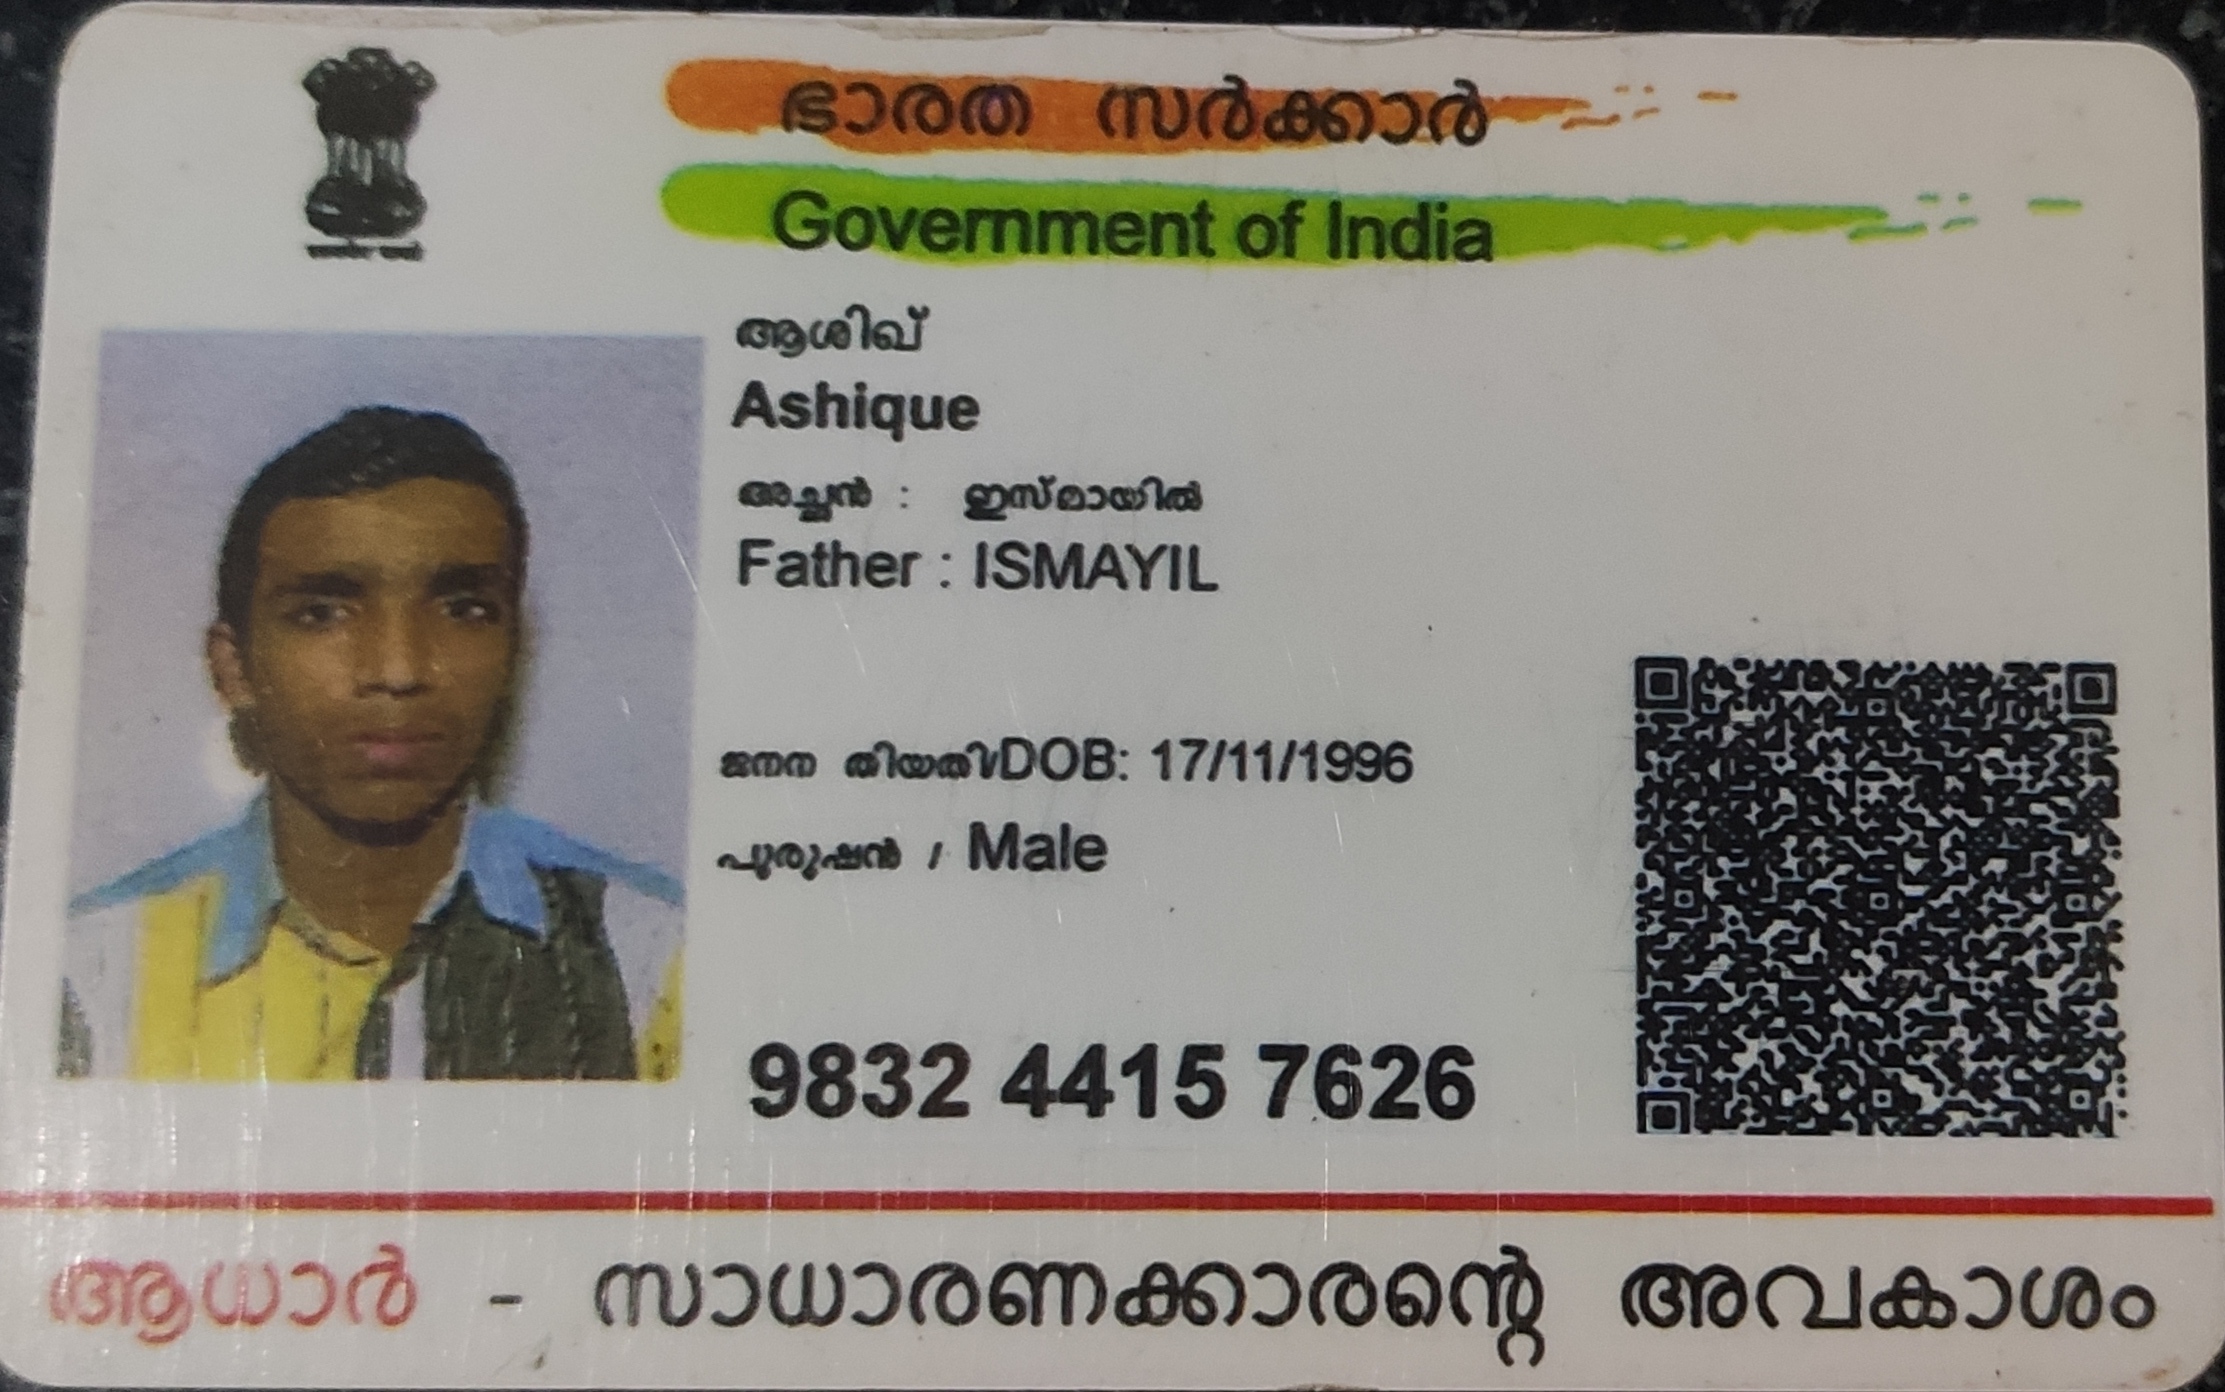 ഭാരത സർക്കാർ
Government of India
ആശിഖ്
Ashique
അച്ഛൻ : ഇസ്മായിൽ
Father : ISMAYIL
ജനന തിയതി/DOB: 17/11/1996
പുരുഷൻ / Male
9832 4415 7626
ആധാർ - സാധാരണക്കാരന്റെ അവകാശം